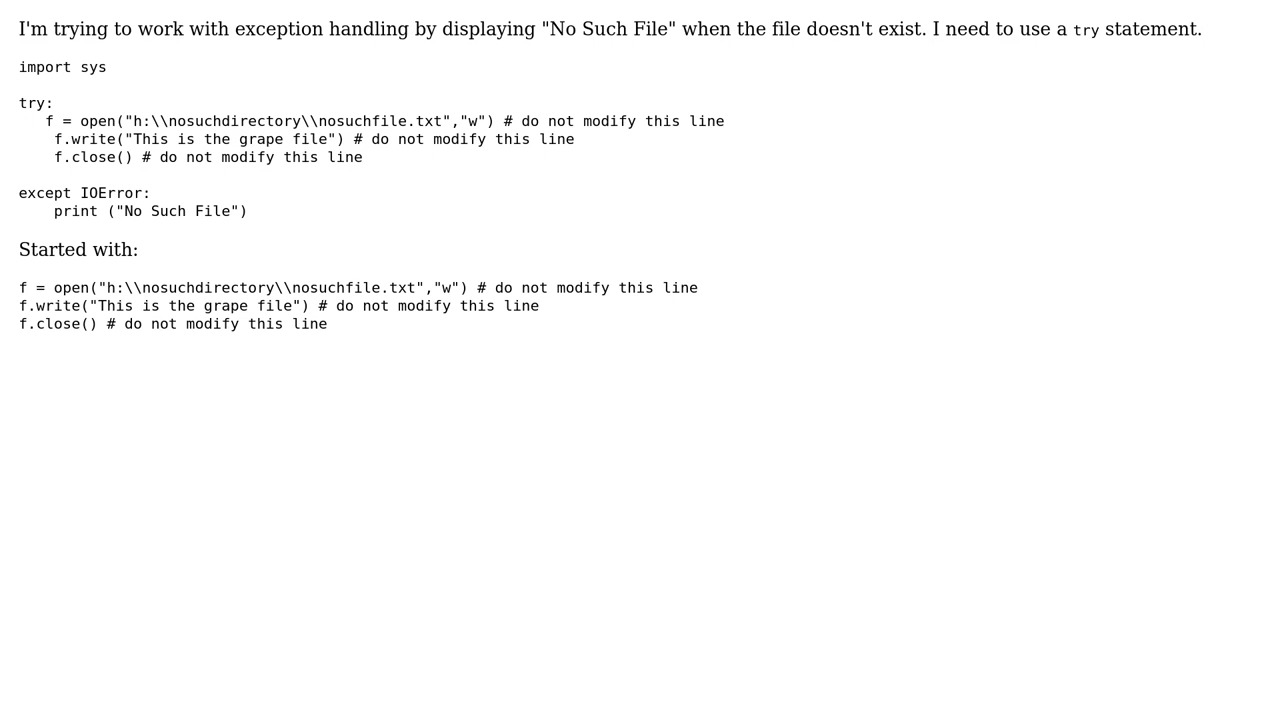 I'm trying to work with exception handling by displaying "No Such File" when the file doesn't exist. I need to use a try statement.
import sys
try:
   f = open("h:\\nosuchdirectory\\nosuchfile.txt","w") # do not modify this line
    f.write("This is the grape file") # do not modify this line
    f.close() # do not modify this line
except IOError:
    print ("No Such File")
Started with:
f = open("h:\\nosuchdirectory\\nosuchfile.txt","w") # do not modify this line
f.write("This is the grape file") # do not modify this line
f.close() # do not modify this line